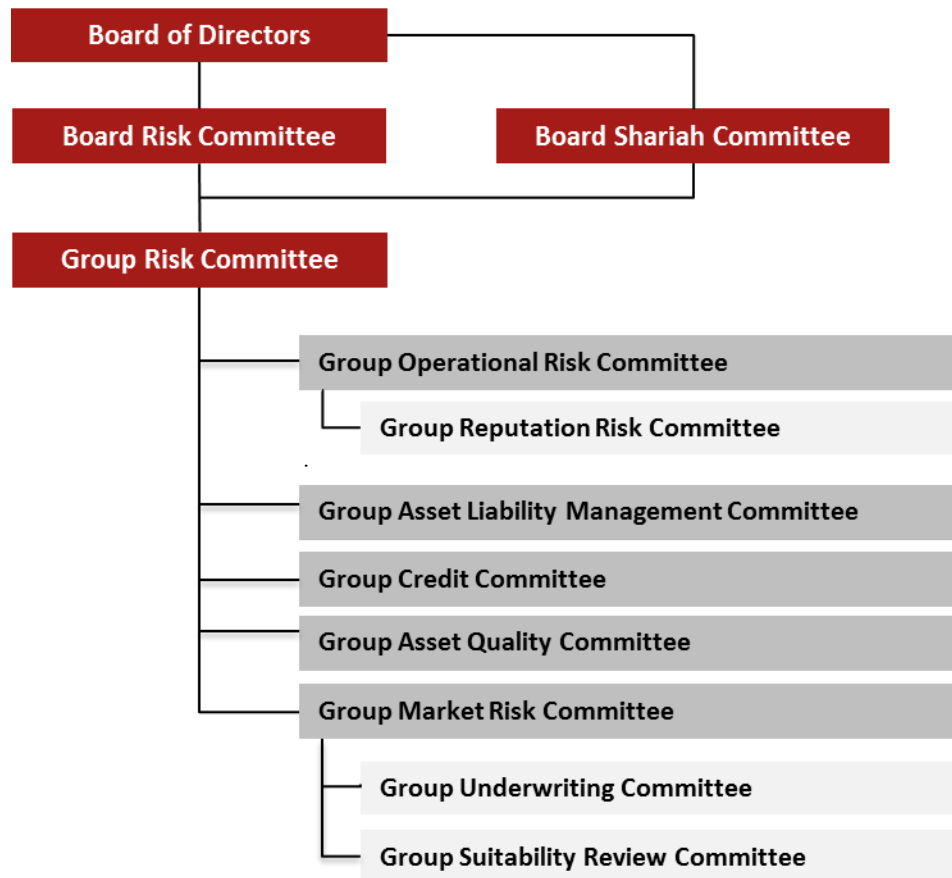 Board of Directors
Board Risk Committee
Board Shariah Committee
Group Risk Committee
Group Operational Risk Committee
Group Reputation Risk Committee
Group Asset Liability Management Committee
Group Credit Committee
Group Asset Quality Committee
Group Market Risk Committee
Group Underwriting Committee
Group Suitability Review Committee